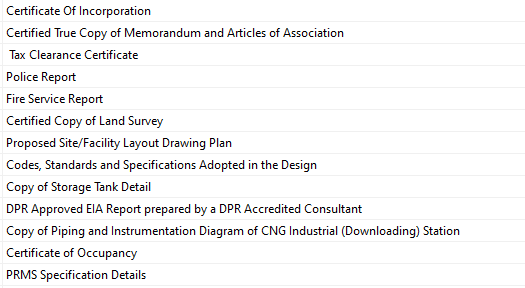 Certificate Of Incorporation
Certified True Copy of Memorandum and Articles of Association
Tax Clearance Certificate
Police Report
Fire Service Report
Certified Copy of Land Survey
Proposed Site/Facility Layout Drawing Plan
Codes, Standards and Specifications Adopted in the Design
Copy of Storage Tank Detail
DPR Approved EIA Report prepared by a DPR Accredited Consultant
Copy of Piping and Instrumentation Diagram of CNG Industrial (Downloading) Station
Certificate of Occupancy
PRMS Specification Details